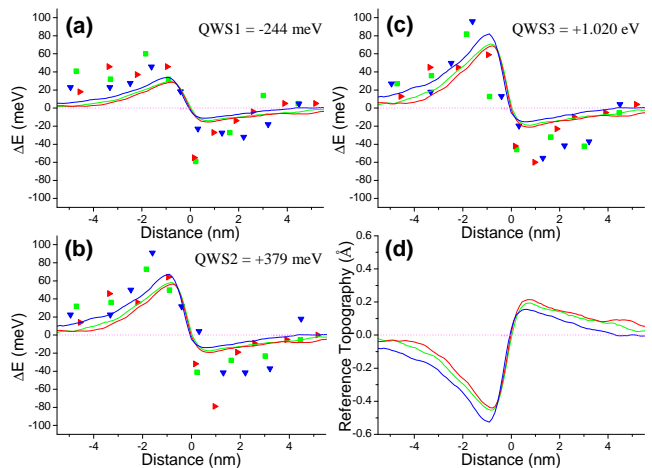 (a)
QWS1 = -244 meV
100
80
60
40
20
0
-20
-40
-60
-80
-100
ΔE (meV)
-4 -2 0 2 4
Distance (nm)
(c)
QWS3 = +1.020 eV
100
80
60
40
20
0
-20
-40
-60
-80
-100
ΔE (meV)
-4 -2 0 2 4
Distance (nm)
(b)
QWS2 = +379 meV
100
80
60
40
20
0
-20
-40
-60
-80
-100
ΔE (meV)
-4 -2 0 2 4
Distance (nm)
(d)
0.6
0.4
0.2
0.0
-0.2
-0.4
-0.6
Reference Topography (Å)
-4 -2 0 2 4
Distance (nm)